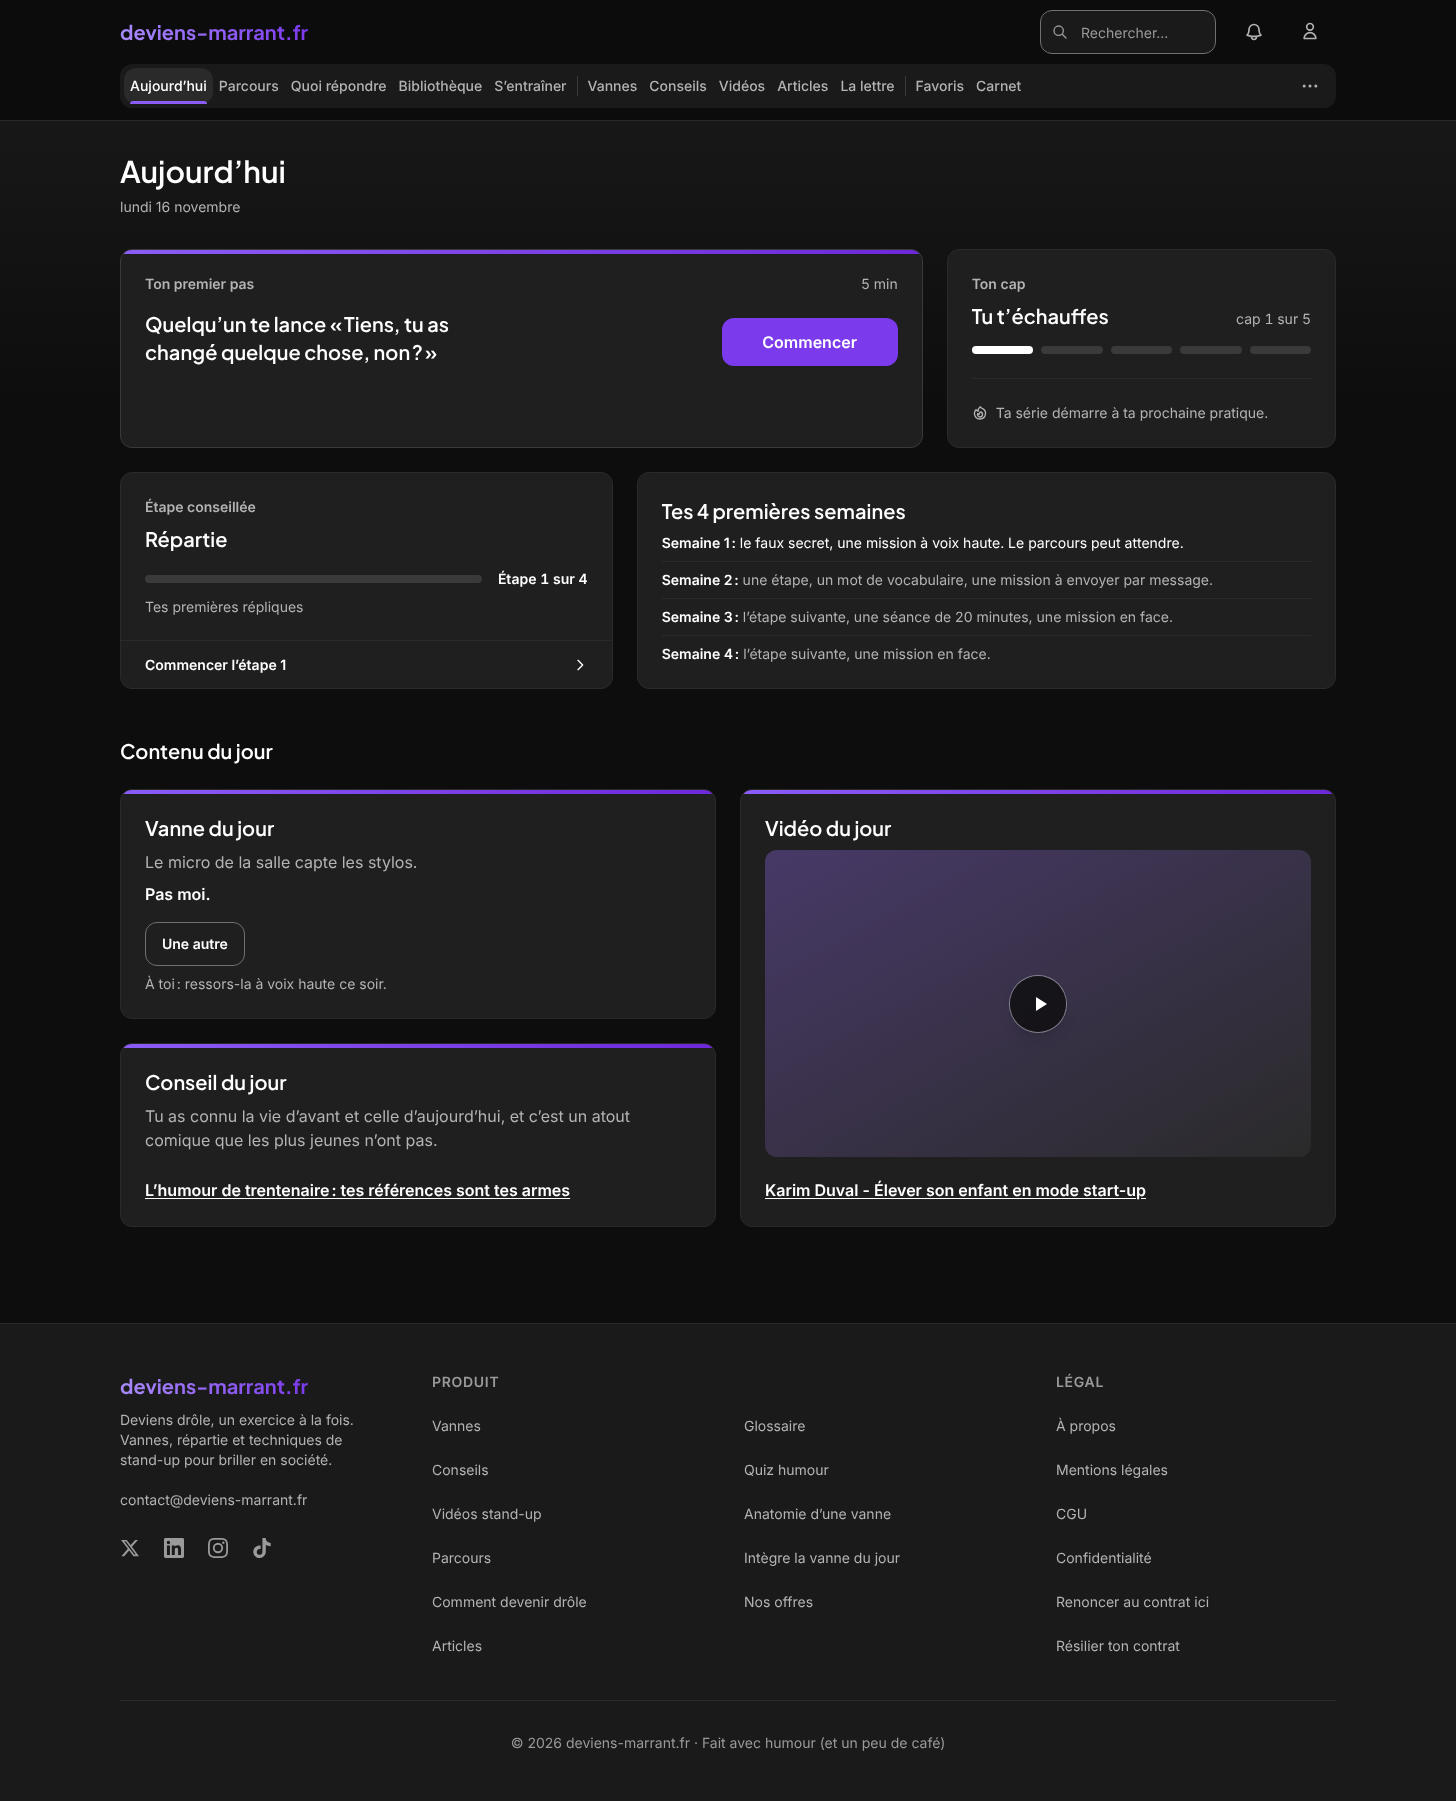 deviens-marrant.fr
Rechercher...
Aujourd’hui Parcours Quoi répondre Bibliothèque S’entraîner Vannes Conseils Vidéos Articles La lettre Favoris Carnet
Aujourd’hui
lundi 16 novembre
Ton premier pas
5 min
Quelqu’un te lance « Tiens, tu as
changé quelque chose, non ? »
Commencer
Ton cap
Tu t’échauffes
cap 1 sur 5
Ta série démarre à ta prochaine pratique.
Étape conseillée
Répartie
Étape 1 sur 4
Tes premières répliques
Commencer l’étape 1
Tes 4 premières semaines
Semaine 1 : le faux secret, une mission à voix haute. Le parcours peut attendre.
Semaine 2 : une étape, un mot de vocabulaire, une mission à envoyer par message.
Semaine 3 : l’étape suivante, une séance de 20 minutes, une mission en face.
Semaine 4 : l’étape suivante, une mission en face.
Contenu du jour
Vanne du jour
Le micro de la salle capte les stylos.
Pas moi.
Une autre
À toi : ressors-la à voix haute ce soir.
Conseil du jour
Tu as connu la vie d’avant et celle d’aujourd’hui, et c’est un atout
comique que les plus jeunes n’ont pas.
L’humour de trentenaire : tes références sont tes armes
Vidéo du jour
Karim Duval - Élever son enfant en mode start-up
deviens-marrant.fr
Deviens drôle, un exercice à la fois.
Vannes, répartie et techniques de
stand-up pour briller en société.
contact@deviens-marrant.fr
PRODUIT
Vannes
Conseils
Vidéos stand-up
Parcours
Comment devenir drôle
Articles
Glossaire
Quiz humour
Anatomie d’une vanne
Intègre la vanne du jour
Nos offres
LÉGAL
À propos
Mentions légales
CGU
Confidentialité
Renoncer au contrat ici
Résilier ton contrat
© 2026 deviens-marrant.fr · Fait avec humour (et un peu de café)